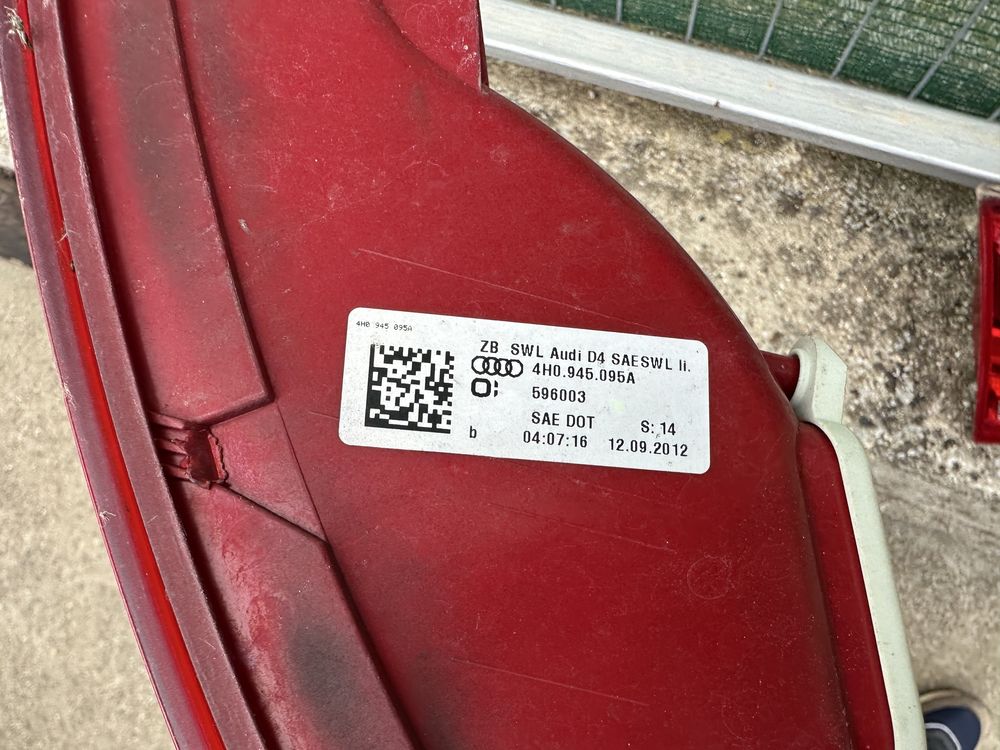 4H0 945 095A
ZB SWL Audi D4 SAESWL li.
4H0.945.095A
596003
SAE DOT S: 14
b 04:07:16 12.09.2012